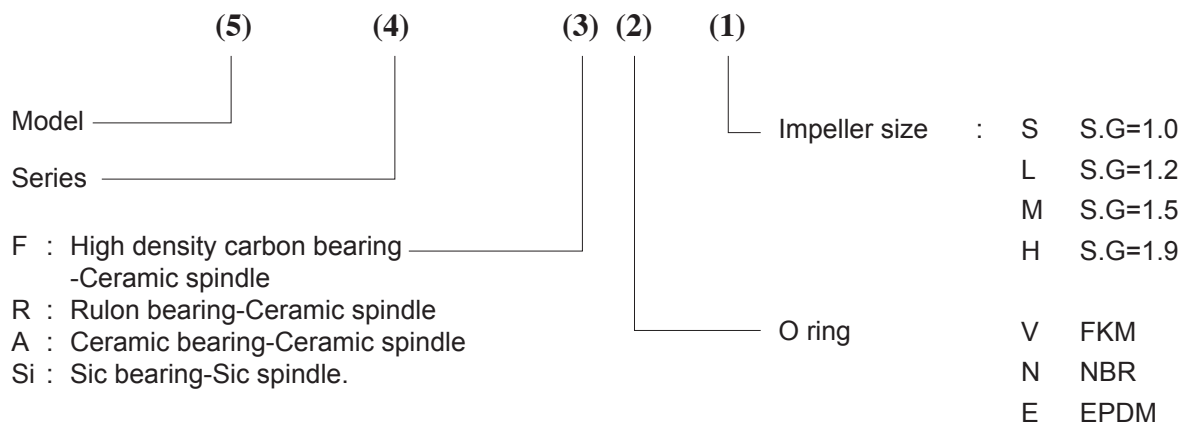 (5) (4) (3) (2) (1)
Model
Series
F : High density carbon bearing
-Ceramic spindle
R : Rulon bearing-Ceramic spindle
A : Ceramic bearing-Ceramic spindle
Si : Sic bearing-Sic spindle.
Impeller size : S S.G=1.0
L S.G=1.2
M S.G=1.5
H S.G=1.9
O ring V FKM
N NBR
E EPDM